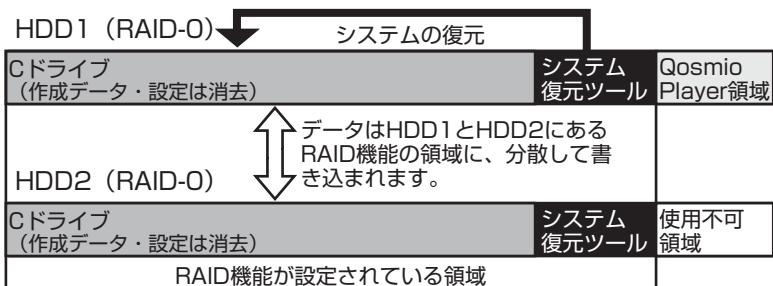 HDD1（RAID-0）
システムの復元
Cドライブ
（作成データ・設定は消去）
システム
復元ツール
Qosmio
Player領域
データはHDD1とHDD2にある
RAID機能の領域に、分散して書
き込まれます。
HDD2（RAID-0）
Cドライブ
（作成データ・設定は消去）
システム
復元ツール
使用不可
領域
RAID機能が設定されている領域